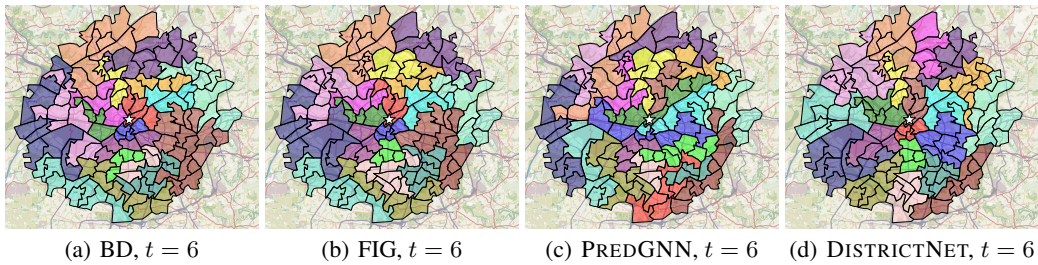 (a) BD, t = 6
(b) FIG, t = 6
(c) PREDGNN, t = 6
(d) DISTRICTNET, t = 6